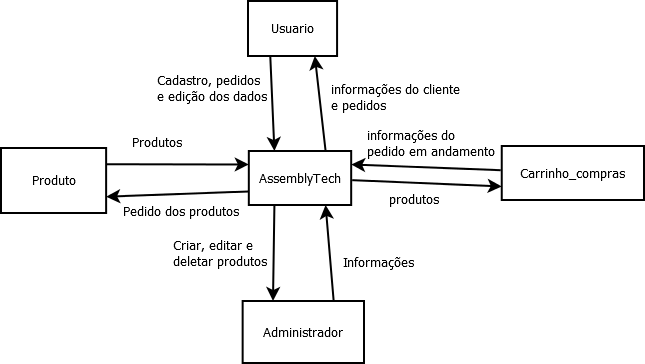 Usuario
Cadastro, pedidos
e edição dos dados
informações do cliente
e pedidos
Produtos
informações do
pedido em andamento
Produto
AssemblyTech
Carrinho_compras
Pedido dos produtos
produtos
Criar, editar e
deletar produtos
Informações
Administrador